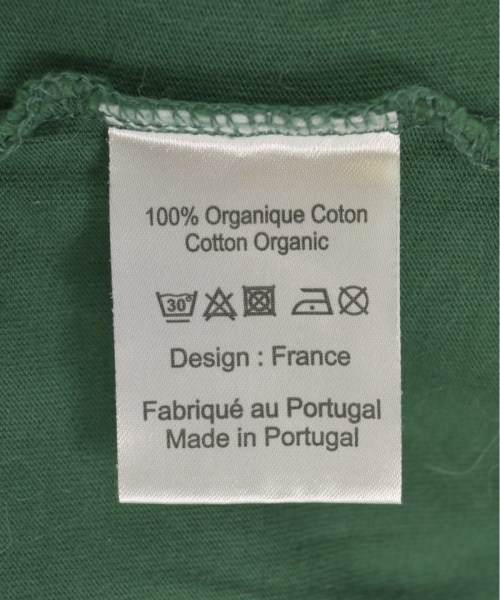 100% Organique Coton
Cotton Organic
30°
Design : France
Fabriqué au Portugal
Made in Portugal